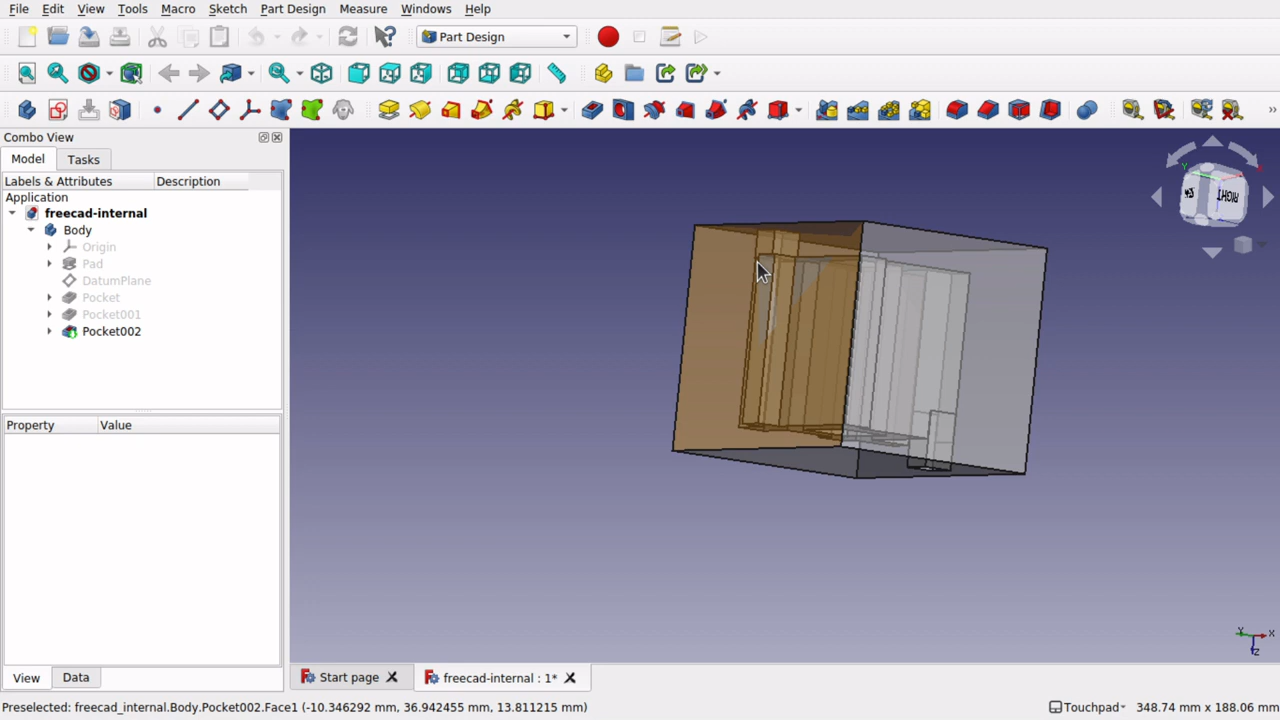 File Edit View Tools Macro Sketch Part Design Measure Windows Help
Part Design
Combo View
Model Tasks
Labels & Attributes Description
Application
freecad-internal
Body
Origin
Pad
DatumPlane
Pocket
Pocket001
Pocket002
Property Value
View Data
RIGHT
Y
X
Y X
Z
Start page freecad-internal : 1*
Preselected: freecad_internal.Body.Pocket002.Face1 (-10.346292 mm, 36.942455 mm, 13.811215 mm) Touchpad 348.74 mm x 188.06 mm